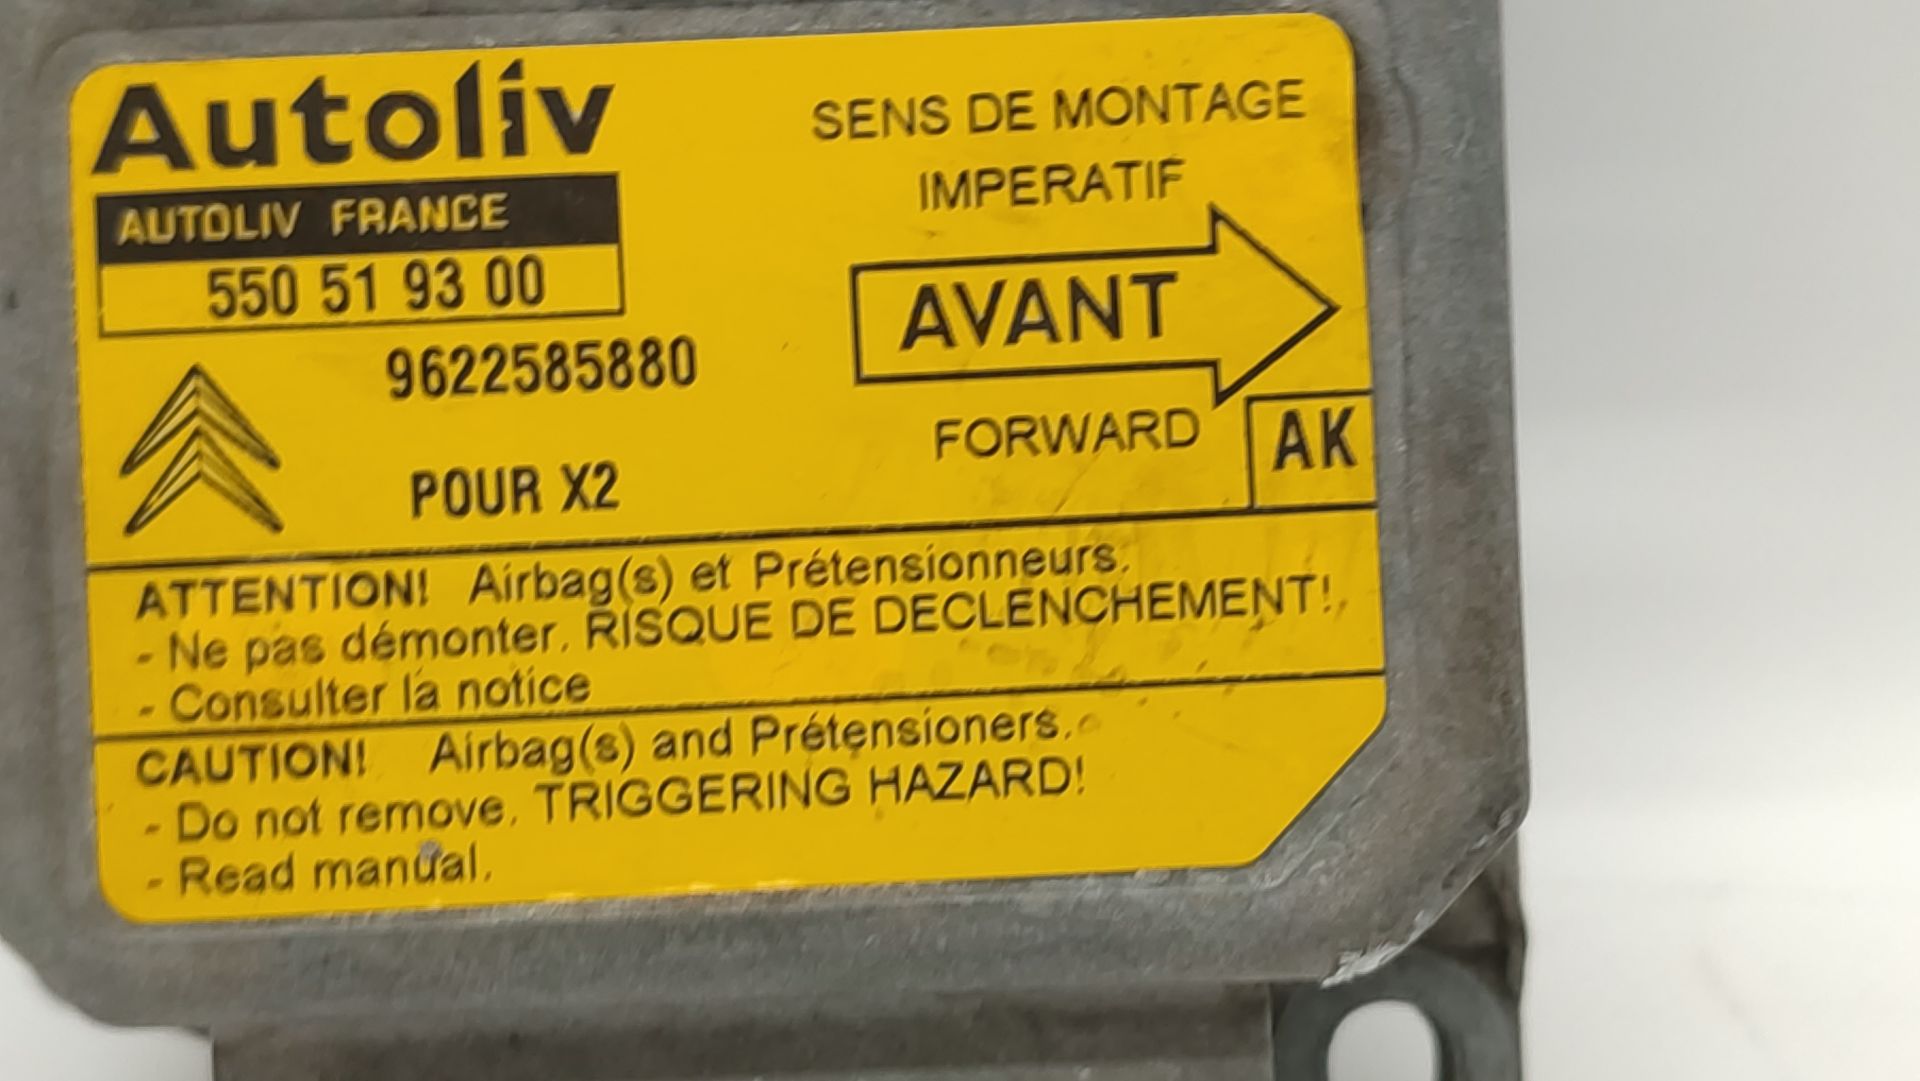 Autoliv
AUTOLIV FRANCE
550 51 93 00
9622585880
POUR X2
SENS DE MONTAGE
IMPERATIF
AVANT
FORWARD
AK
ATTENTION! Airbag(s) et Prétensionneurs.
- Ne pas démonter. RISQUE DE DECLENCHEMENT!
- Consulter la notice
CAUTION! Airbag(s) and Prétensioners.
- Do not remove. TRIGGERING HAZARD!
- Read manual.